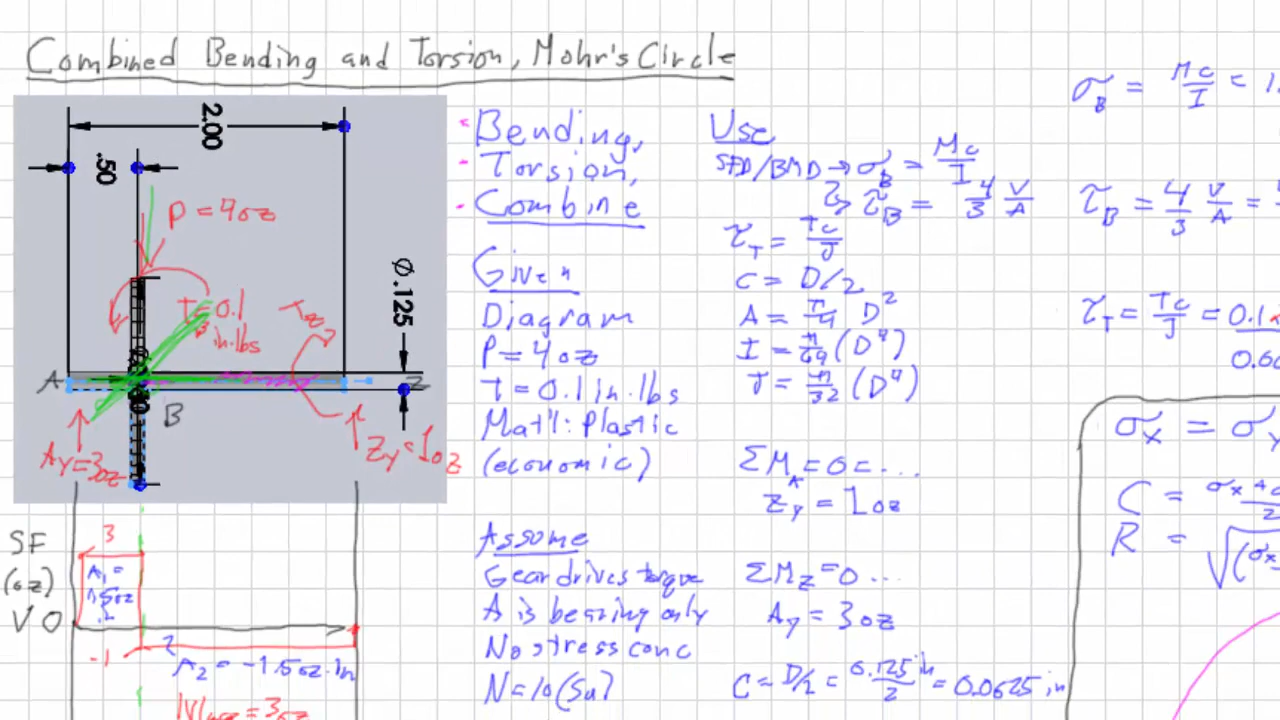 Combined Bending and Torsion, Mohr's Circle
2.00
.50
P = 4oz
T = 0.1
in.lbs
Ø.125
A
B
Z
Ay=3oz
Zy=1oz
SF
(oz)
V 0
3
A1 =
1.5oz
-1
A2 = -1.5oz.in
Bending,
Torsion,
Combine
Given
Diagram
P = 4oz
T = 0.1 in.lbs
Mat'l: Plastic
(economic)
Assume
Gear drives torque
A is bearing only
No stress conc
N=10(Su)
Use
SFD/BMD → σB = Mc/I
↳ τB = 4/3 V/A
τT = Tc/J
C = D/2
A = π/4 D²
I = π/64 (D⁴)
J = π/32 (D⁴)
ΣMA = 0 = ...
Zy = 1oz
ΣMZ = 0 ...
Ay = 3oz
C = D/2 = 0.125in/2 = 0.0625 in
σB = Mc/I = 1.
τB = 4/3 V/A =
τT = Tc/J = 0.1
σx = σy
C =
R =